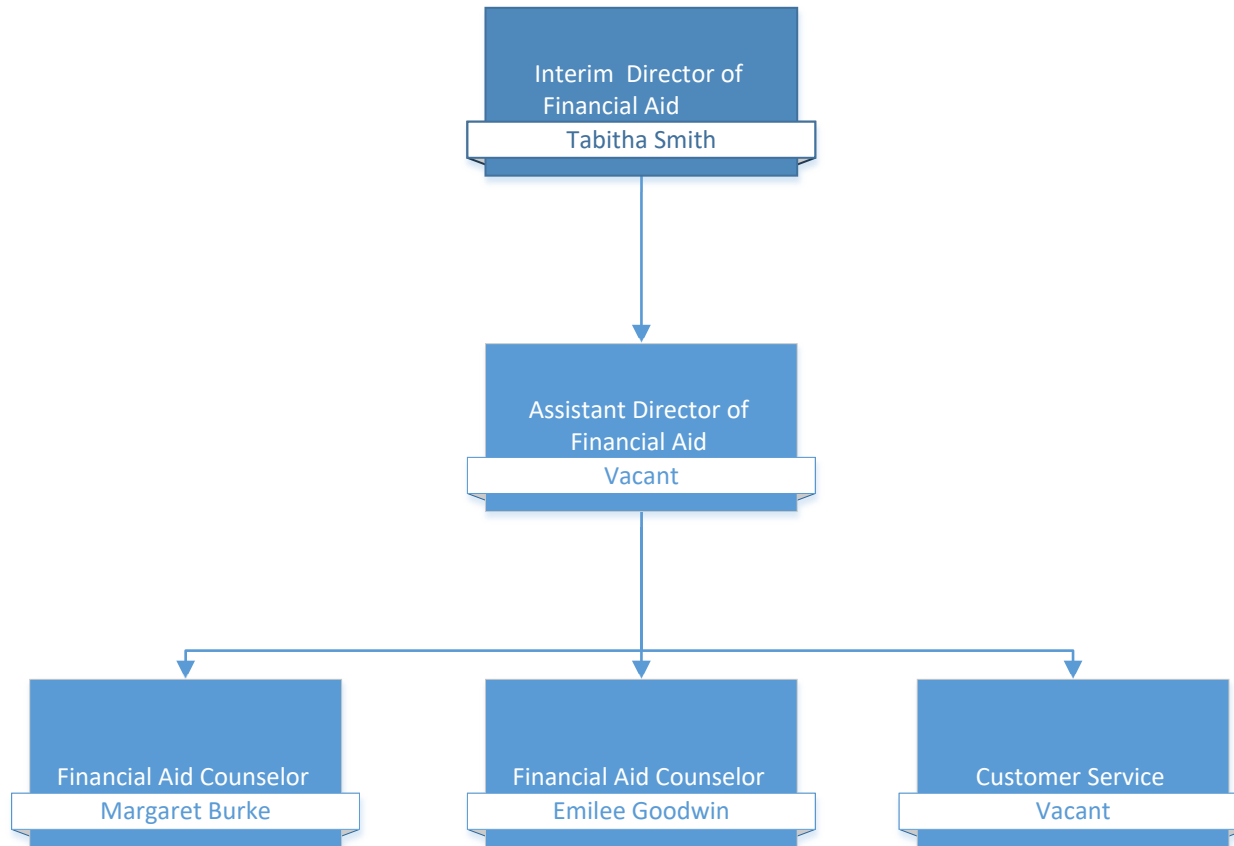 Interim  Director of
Financial Aid
Tabitha Smith
Assistant Director of
Financial Aid
Vacant
Financial Aid Counselor
Margaret Burke
Financial Aid Counselor
Emilee Goodwin
Customer Service
Vacant